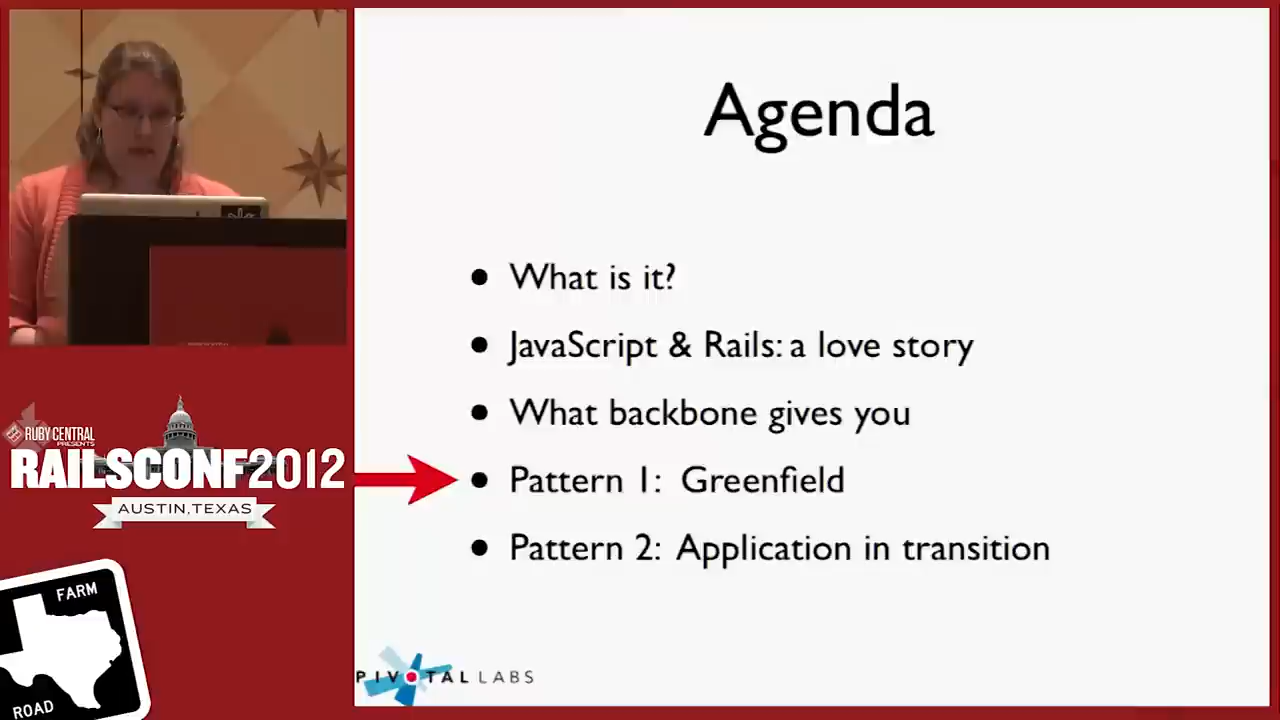 Agenda
• What is it?
• JavaScript & Rails: a love story
• What backbone gives you
• Pattern 1: Greenfield
• Pattern 2: Application in transition
PIVOTAL LABS
RUBY CENTRAL
PRESENTS
RAILSCONF2012
AUSTIN, TEXAS
FARM
ROAD